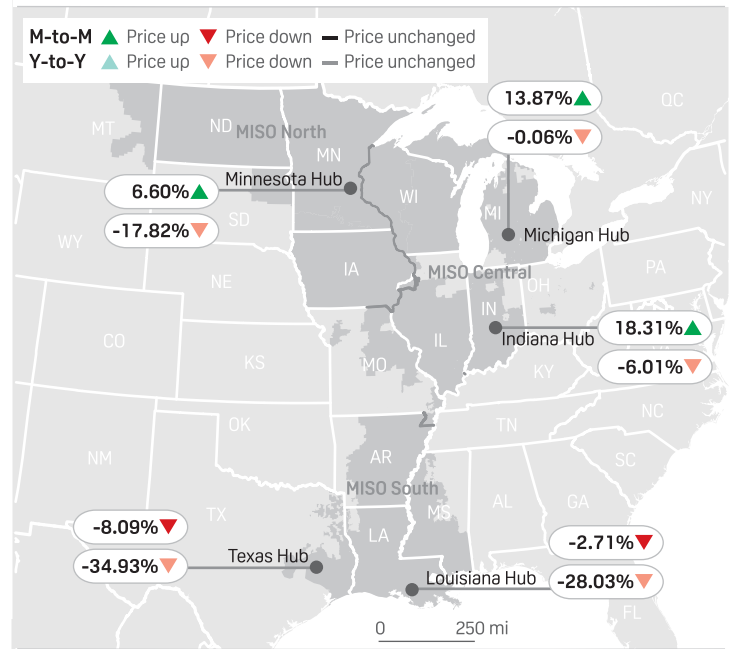 M-to-M Price up Price down Price unchanged
Y-to-Y Price up Price down Price unchanged
13.87%
QC
-0.06%
MT
ND
MISO North
MN
Minnesota Hub
6.60%
WI
MI
NY
-17.82%
SD
Michigan Hub
WY
IA
MISO Central
PA
NE
OH
IN
18.31%
CO
IL
Indiana Hub
KS
MO
KY
-6.01%
OK
TN
NC
NM
AR
SC
MISO South
AL
GA
TX
MS
-8.09%
LA
-2.71%
Texas Hub
-34.93%
Louisiana Hub
-28.03%
FL
0 250 mi